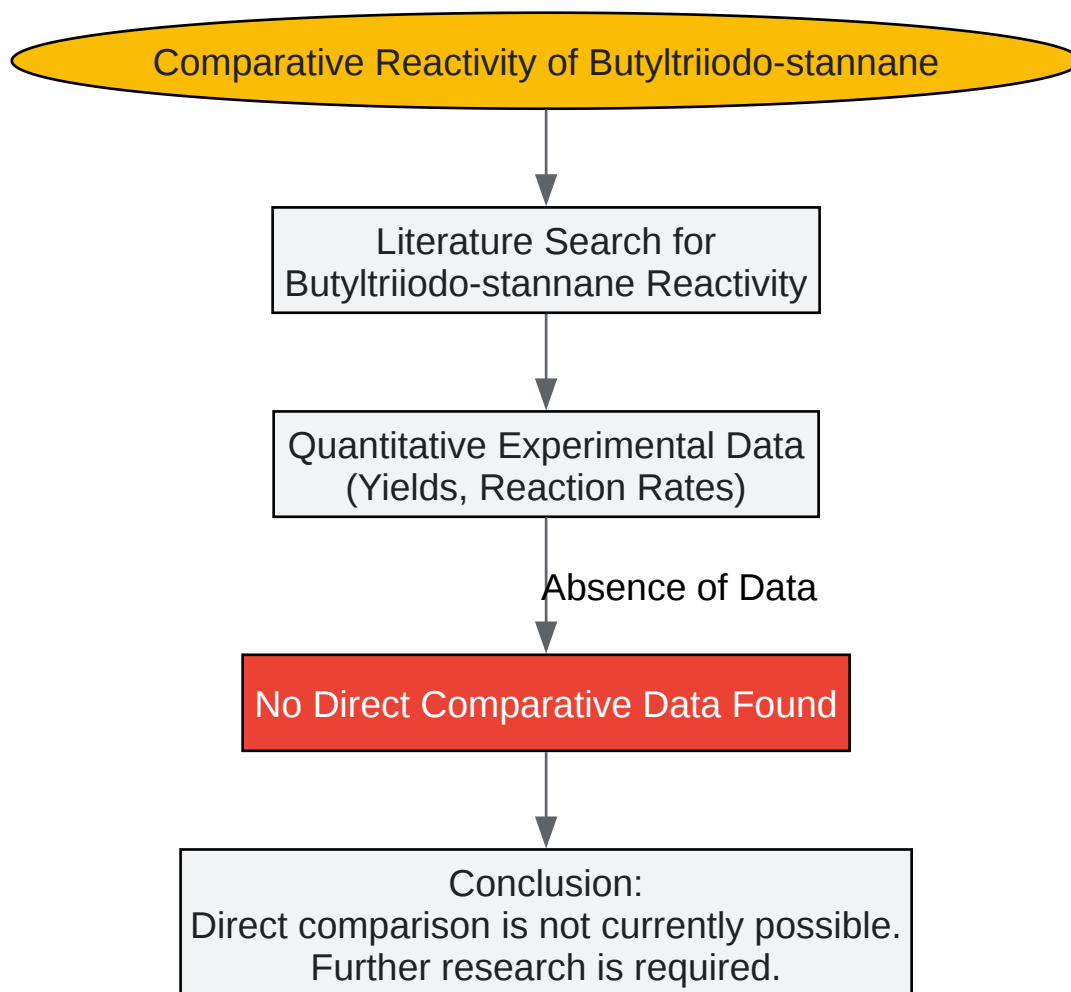 Comparative Reactivity of Butyltriiodo-stannane
Literature Search for
Butyltriiodo-stannane Reactivity
Quantitative Experimental Data
(Yields, Reaction Rates)
Absence of Data
No Direct Comparative Data Found
Conclusion:
Direct comparison is not currently possible.
Further research is required.